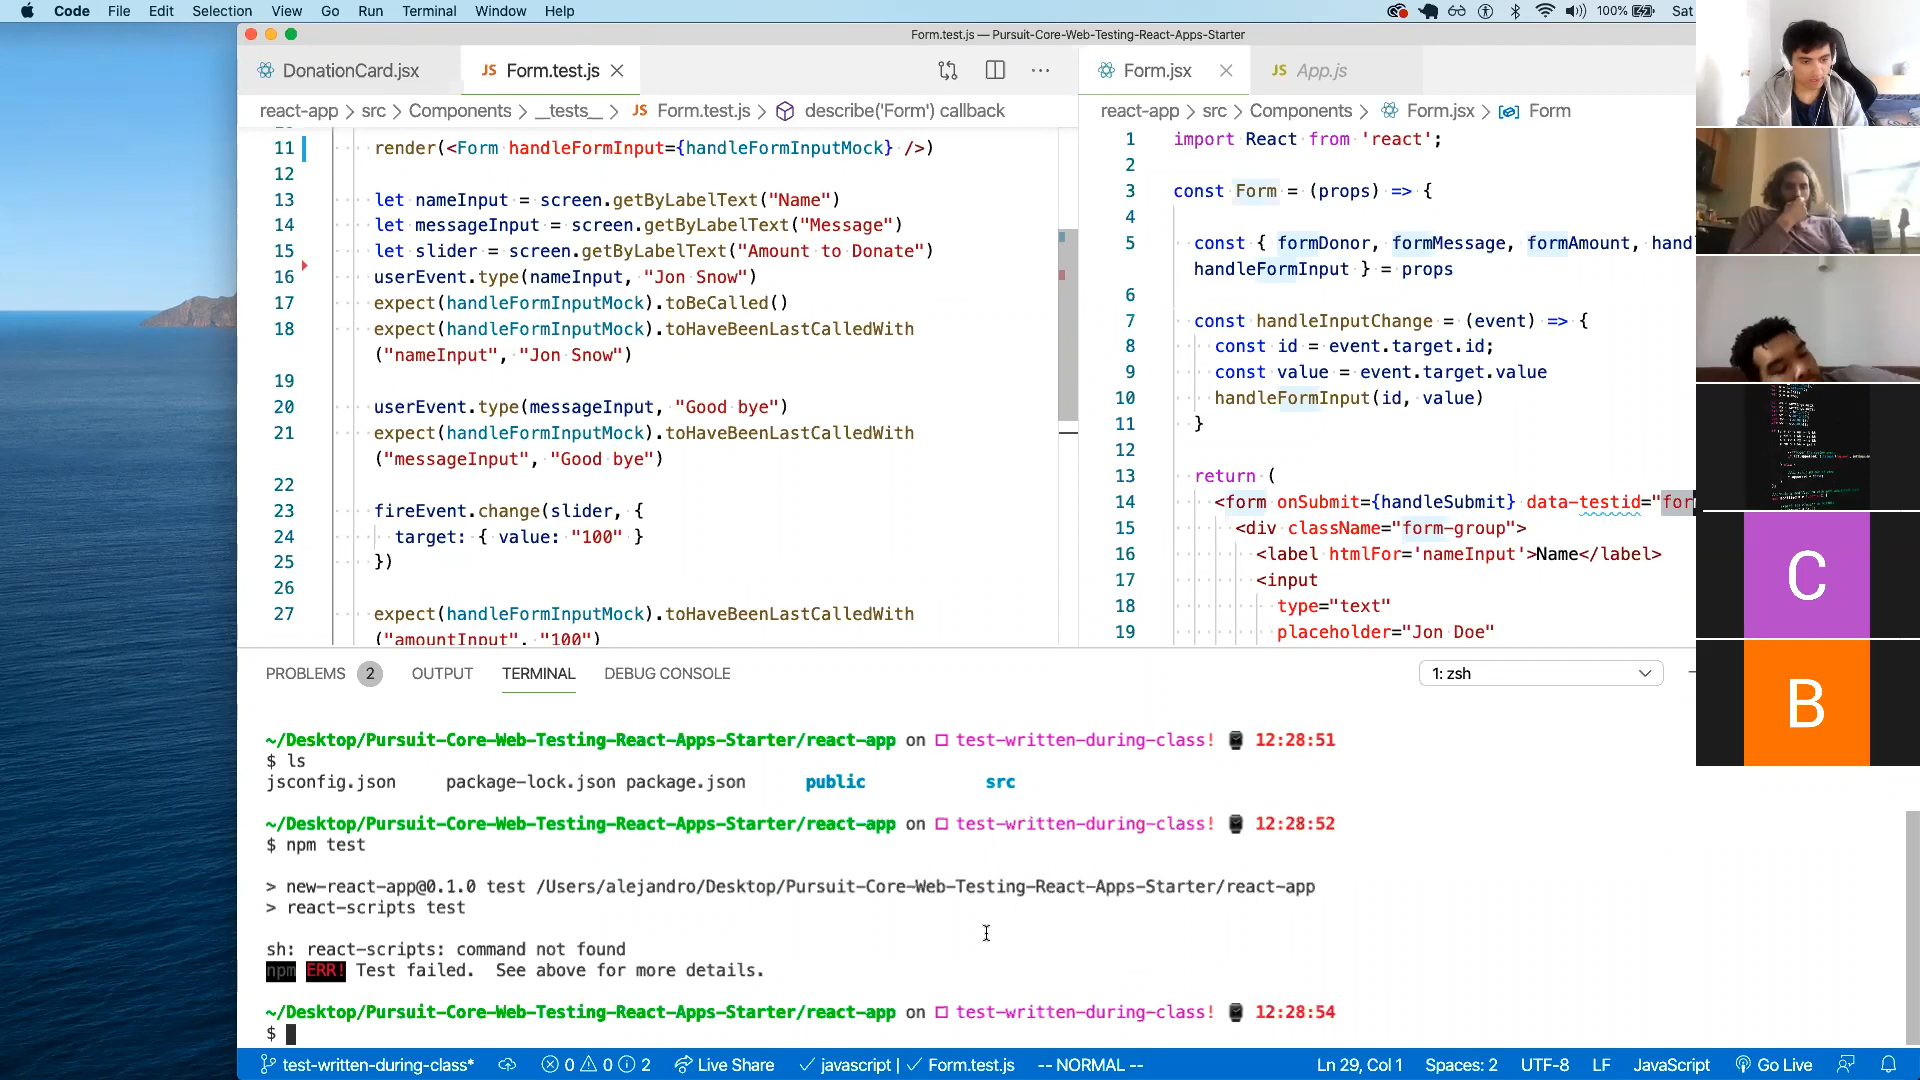 Code File Edit Selection View Go Run Terminal Window Help 100% Sat
Form.test.js — Pursuit-Core-Web-Testing-React-Apps-Starter
DonationCard.jsx
JS Form.test.js
Form.jsx
JS App.js
react-app > src > Components > __tests__ > JS Form.test.js > describe('Form') callback
react-app > src > Components > Form.jsx > Form
11 render(<Form handleFormInput={handleFormInputMock} />)
12
13 let nameInput = screen.getByLabelText("Name")
14 let messageInput = screen.getByLabelText("Message")
15 let slider = screen.getByLabelText("Amount to Donate")
16 userEvent.type(nameInput, "Jon Snow")
17 expect(handleFormInputMock).toBeCalled()
18 expect(handleFormInputMock).toHaveBeenLastCalledWith
("nameInput", "Jon Snow")
19
20 userEvent.type(messageInput, "Good bye")
21 expect(handleFormInputMock).toHaveBeenLastCalledWith
("messageInput", "Good bye")
22
23 fireEvent.change(slider, {
24 target: { value: "100" }
25 })
26
27 expect(handleFormInputMock).toHaveBeenLastCalledWith
("amountInput", "100")
1 import React from 'react';
2
3 const Form = (props) => {
4
5 const { formDonor, formMessage, formAmount, hand
handleFormInput } = props
6
7 const handleInputChange = (event) => {
8 const id = event.target.id;
9 const value = event.target.value
10 handleFormInput(id, value)
11 }
12
13 return (
14 <form onSubmit={handleSubmit} data-testid="for
15 <div className="form-group">
16 <label htmlFor='nameInput'>Name</label>
17 <input
18 type="text"
19 placeholder="Jon Doe"
C
B
PROBLEMS 2 OUTPUT TERMINAL DEBUG CONSOLE 1: zsh
~/Desktop/Pursuit-Core-Web-Testing-React-Apps-Starter/react-app on test-written-during-class! 12:28:51
$ ls
jsconfig.json package-lock.json package.json public src
~/Desktop/Pursuit-Core-Web-Testing-React-Apps-Starter/react-app on test-written-during-class! 12:28:52
$ npm test
> new-react-app@0.1.0 test /Users/alejandro/Desktop/Pursuit-Core-Web-Testing-React-Apps-Starter/react-app
> react-scripts test
sh: react-scripts: command not found
npm ERR! Test failed. See above for more details.
~/Desktop/Pursuit-Core-Web-Testing-React-Apps-Starter/react-app on test-written-during-class! 12:28:54
$
test-written-during-class* 0 0 2 Live Share javascript | Form.test.js -- NORMAL -- Ln 29, Col 1 Spaces: 2 UTF-8 LF JavaScript Go Live